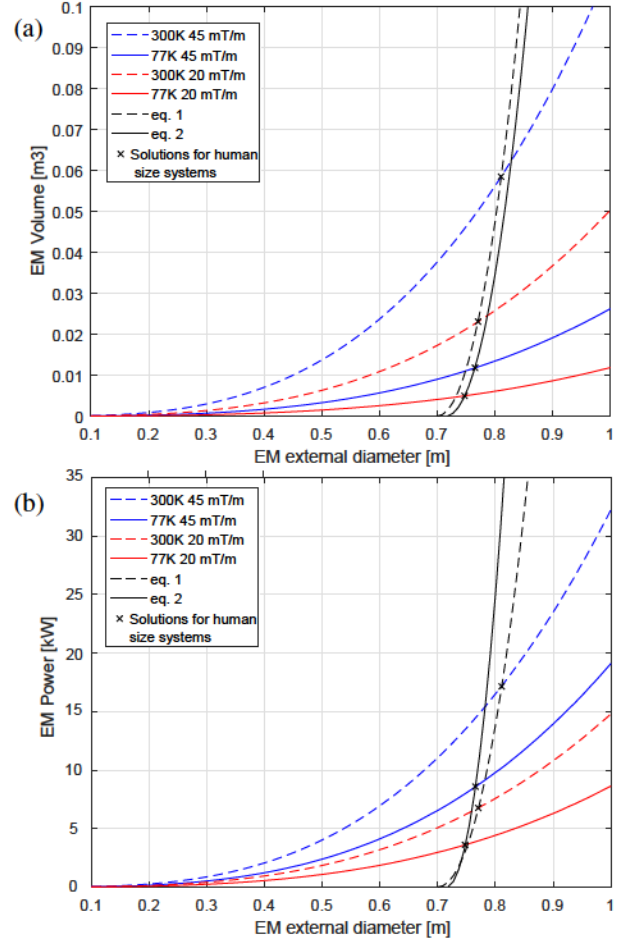 (a)
0.1
0.09
0.08
0.07
0.06
0.05
0.04
0.03
0.02
0.01
0
EM Volume [m3]
300K 45 mT/m
77K 45 mT/m
300K 20 mT/m
77K 20 mT/m
eq. 1
eq. 2
× Solutions for human
size systems
0.1 0.2 0.3 0.4 0.5 0.6 0.7 0.8 0.9 1
EM external diameter [m]
(b)
35
30
25
20
15
10
5
0
EM Power [kW]
300K 45 mT/m
77K 45 mT/m
300K 20 mT/m
77K 20 mT/m
eq. 1
eq. 2
× Solutions for human
size systems
0.1 0.2 0.3 0.4 0.5 0.6 0.7 0.8 0.9 1
EM external diameter [m]